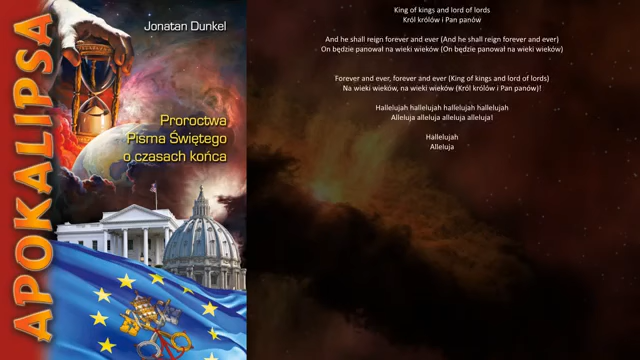 APOKALIPSA
Jonatan Dunkel
Proroctwa
Pisma Świętego
o czasach końca
King of kings and lord of lords
Król królów i Pan panów
And he shall reign forever and ever (And he shall reign forever and ever)
On będzie panował na wieki wieków (On będzie panował na wieki wieków)
Forever and ever, forever and ever (King of kings and lord of lords)
Na wieki wieków, na wieki wieków (Król królów i Pan panów)!
Hallelujah hallelujah hallelujah hallelujah
Alleluja alleluja alleluja alleluja!
Hallelujah
Alleluja